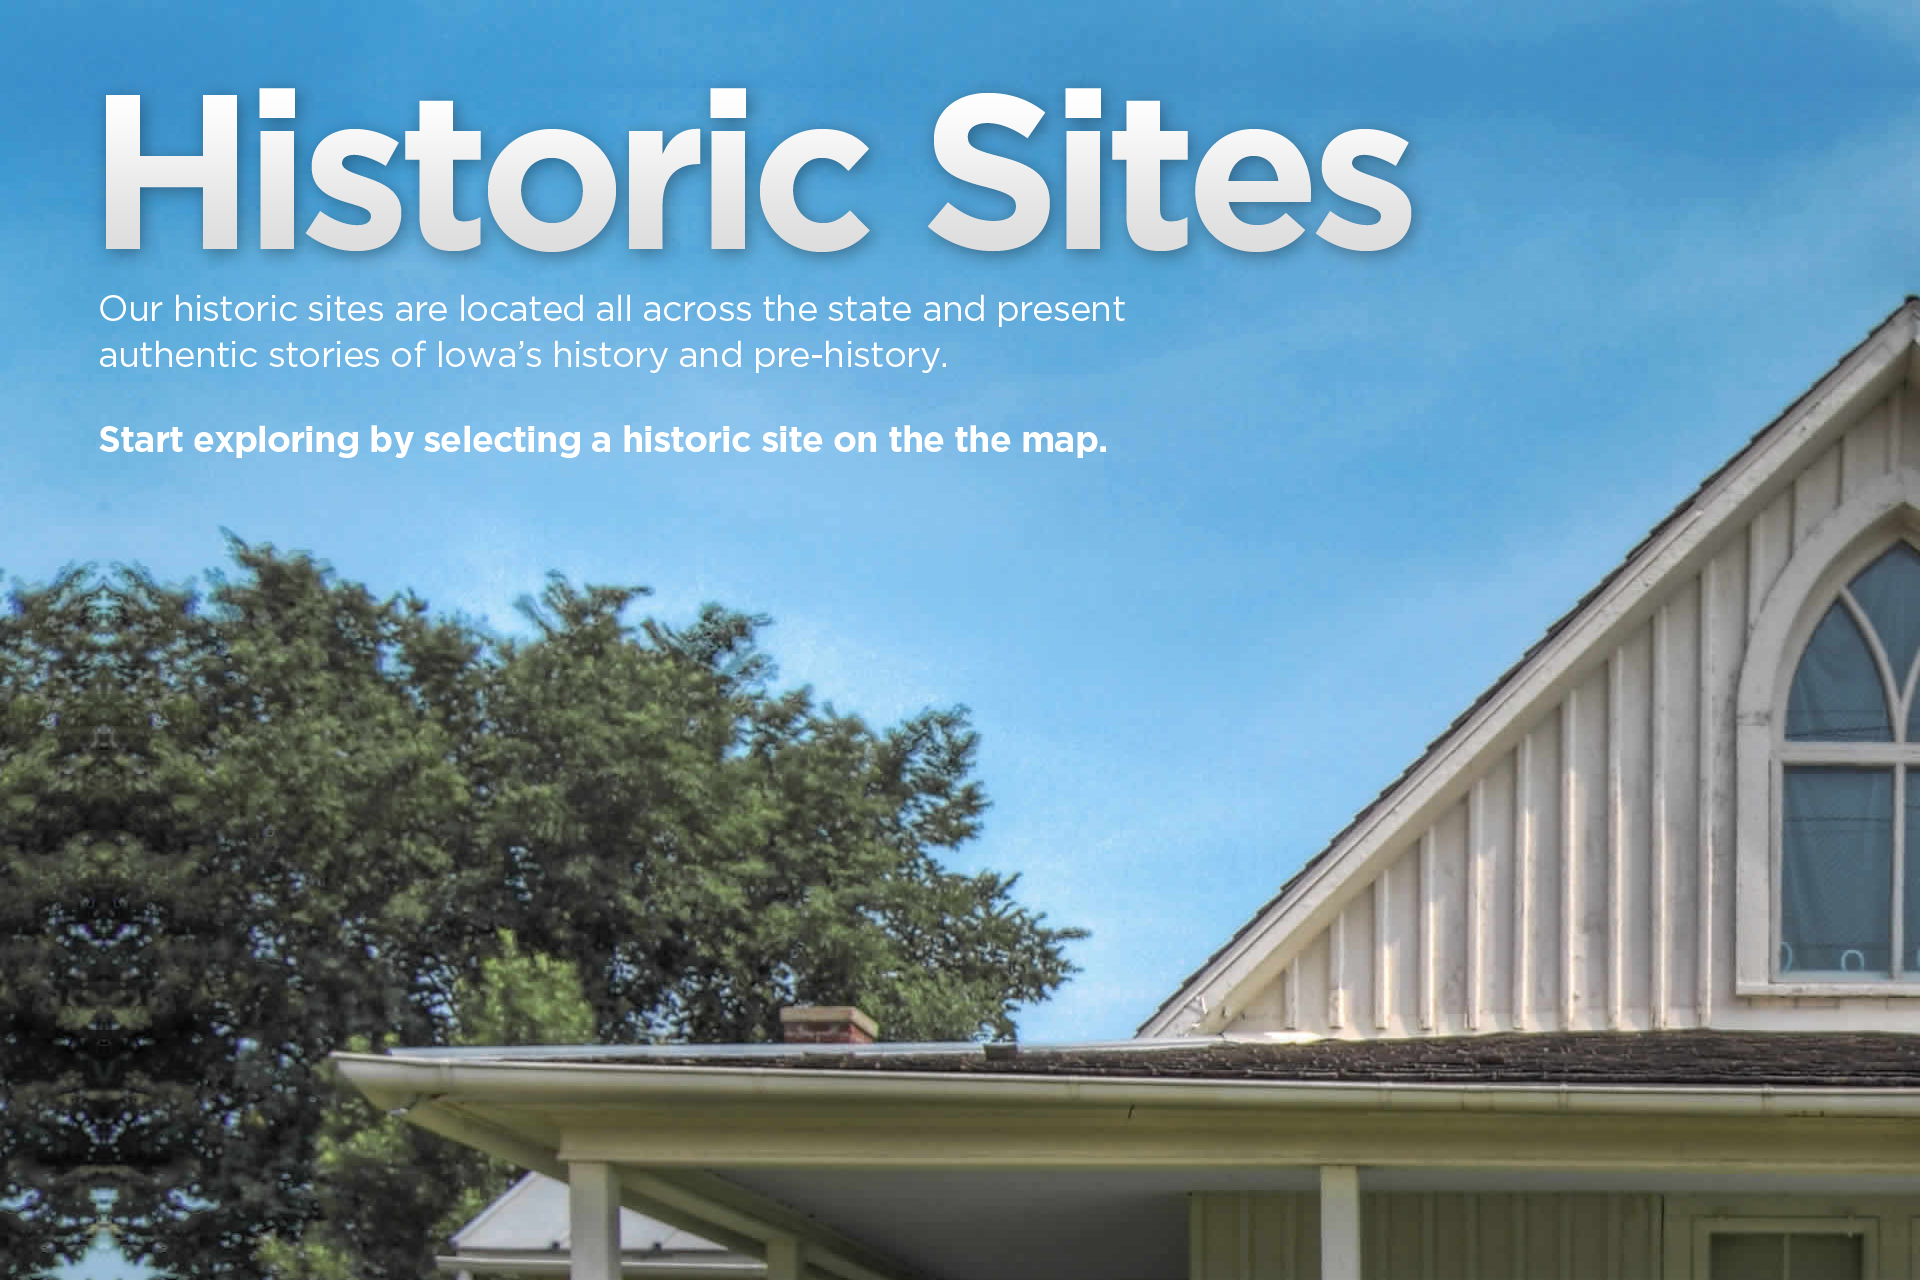 Historic Sites
Our historic sites are located all across the state and present
authentic stories of Iowa’s history and pre-history.
Start exploring by selecting a historic site on the the map.